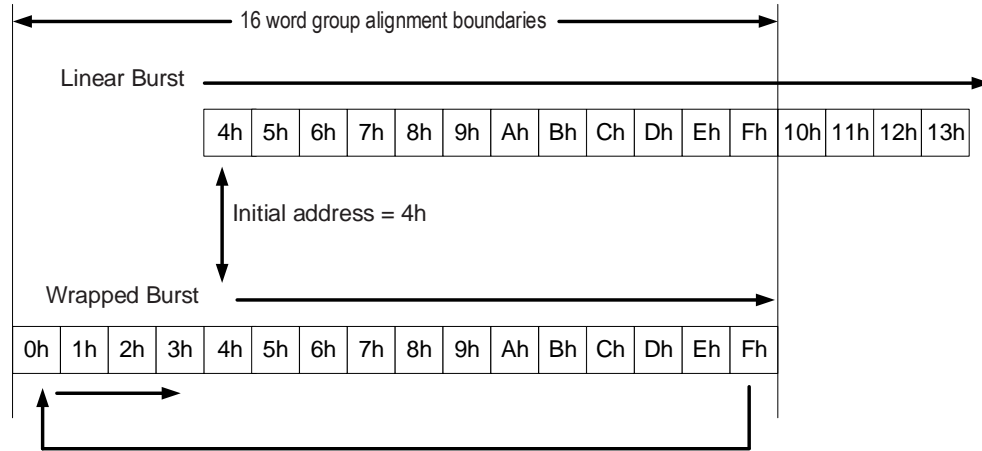 16 word group alignment boundaries
Linear Burst
4h 5h 6h 7h 8h 9h Ah Bh Ch Dh Eh Fh 10h 11h 12h 13h
Initial address = 4h
Wrapped Burst
0h 1h 2h 3h 4h 5h 6h 7h 8h 9h Ah Bh Ch Dh Eh Fh